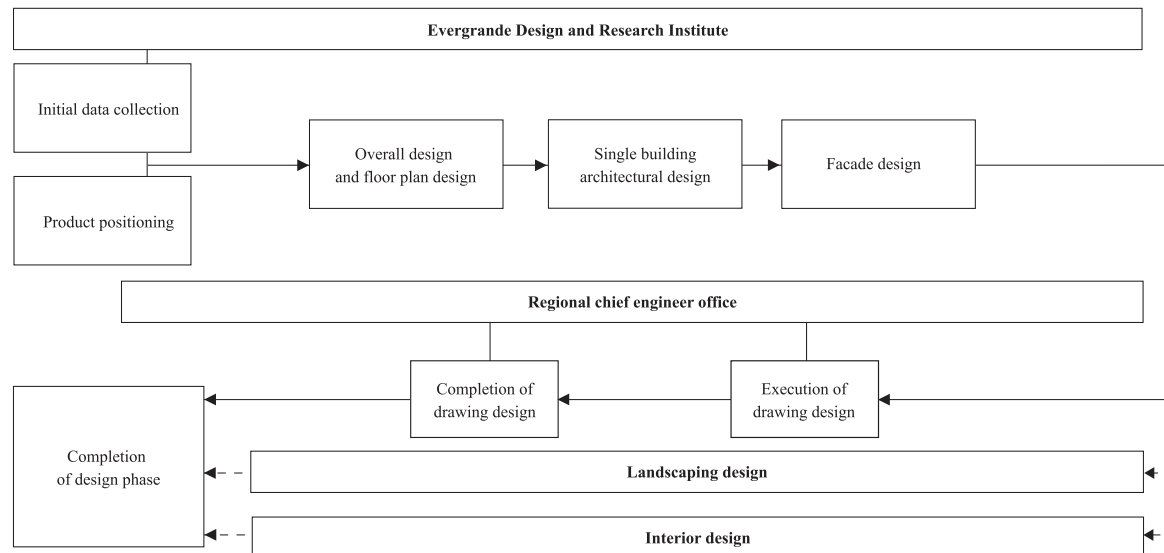 Evergrande Design and Research Institute
Initial data collection
Product positioning
Overall design
and floor plan design
Single building
architectural design
Facade design
Regional chief engineer office
Execution of
drawing design
Completion of
drawing design
Completion
of design phase
Landscaping design
Interior design